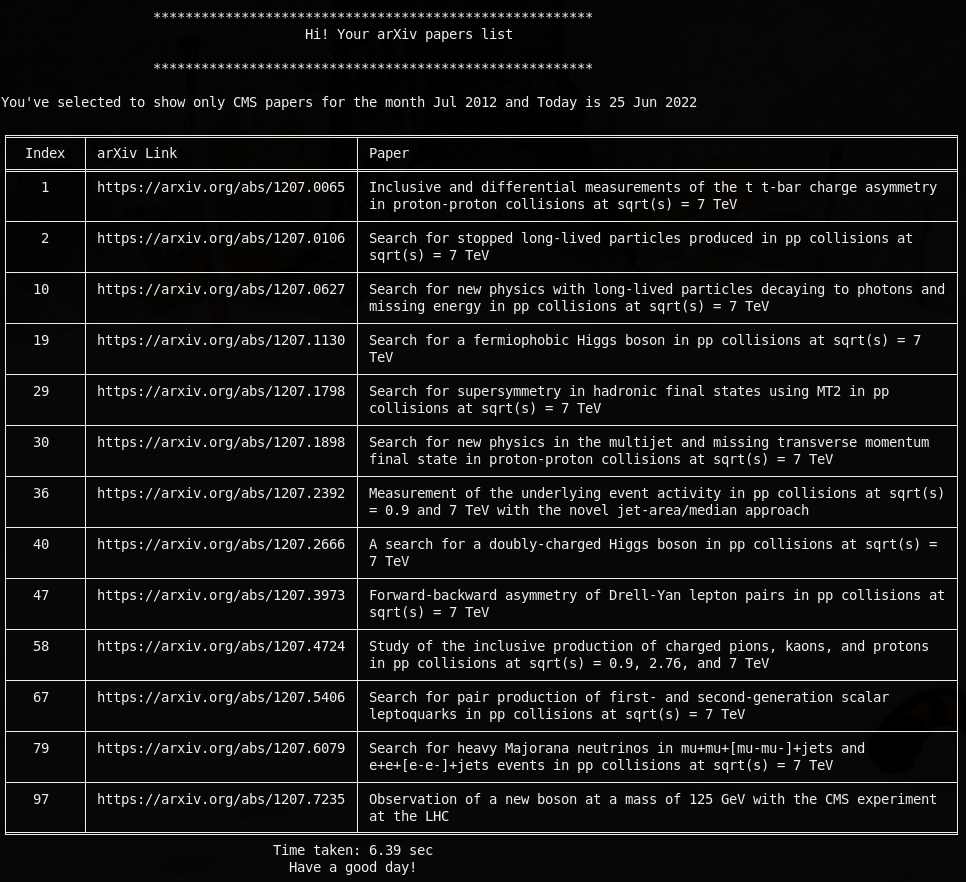 *******************************************************
Hi! Your arXiv papers list
*******************************************************
You've selected to show only CMS papers for the month Jul 2012 and Today is 25 Jun 2022
Index arXiv Link Paper
1 https://arxiv.org/abs/1207.0065 Inclusive and differential measurements of the t t-bar charge asymmetry
in proton-proton collisions at sqrt(s) = 7 TeV
2 https://arxiv.org/abs/1207.0106 Search for stopped long-lived particles produced in pp collisions at
sqrt(s) = 7 TeV
10 https://arxiv.org/abs/1207.0627 Search for new physics with long-lived particles decaying to photons and
missing energy in pp collisions at sqrt(s) = 7 TeV
19 https://arxiv.org/abs/1207.1130 Search for a fermiophobic Higgs boson in pp collisions at sqrt(s) = 7
TeV
29 https://arxiv.org/abs/1207.1798 Search for supersymmetry in hadronic final states using MT2 in pp
collisions at sqrt(s) = 7 TeV
30 https://arxiv.org/abs/1207.1898 Search for new physics in the multijet and missing transverse momentum
final state in proton-proton collisions at sqrt(s) = 7 TeV
36 https://arxiv.org/abs/1207.2392 Measurement of the underlying event activity in pp collisions at sqrt(s)
= 0.9 and 7 TeV with the novel jet-area/median approach
40 https://arxiv.org/abs/1207.2666 A search for a doubly-charged Higgs boson in pp collisions at sqrt(s) =
7 TeV
47 https://arxiv.org/abs/1207.3973 Forward-backward asymmetry of Drell-Yan lepton pairs in pp collisions at
sqrt(s) = 7 TeV
58 https://arxiv.org/abs/1207.4724 Study of the inclusive production of charged pions, kaons, and protons
in pp collisions at sqrt(s) = 0.9, 2.76, and 7 TeV
67 https://arxiv.org/abs/1207.5406 Search for pair production of first- and second-generation scalar
leptoquarks in pp collisions at sqrt(s) = 7 TeV
79 https://arxiv.org/abs/1207.6079 Search for heavy Majorana neutrinos in mu+mu+[mu-mu-]+jets and
e+e+[e-e-]+jets events in pp collisions at sqrt(s) = 7 TeV
97 https://arxiv.org/abs/1207.7235 Observation of a new boson at a mass of 125 GeV with the CMS experiment
at the LHC
Time taken: 6.39 sec
Have a good day!